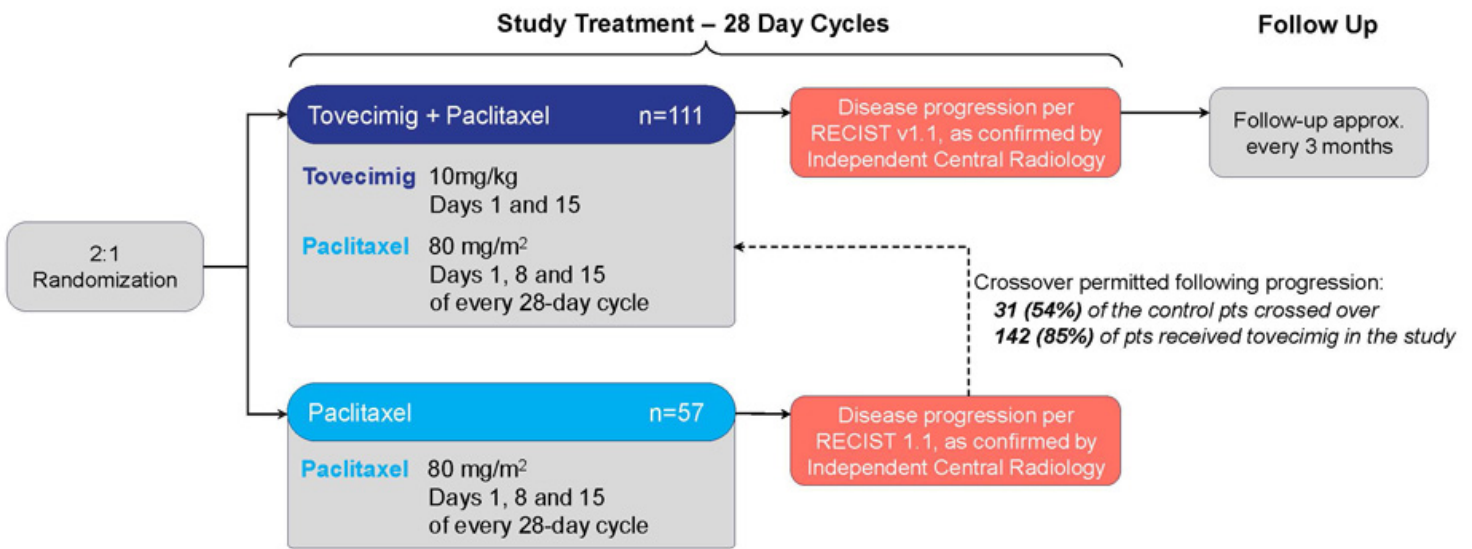 Study Treatment – 28 Day Cycles
Follow Up
2:1
Randomization
Tovecimig + Paclitaxel n=111
Tovecimig 10mg/kg
Days 1 and 15
Paclitaxel 80 mg/m²
Days 1, 8 and 15
of every 28-day cycle
Disease progression per
RECIST v1.1, as confirmed by
Independent Central Radiology
Follow-up approx.
every 3 months
Crossover permitted following progression:
31 (54%) of the control pts crossed over
142 (85%) of pts received tovecimig in the study
Paclitaxel n=57
Paclitaxel 80 mg/m²
Days 1, 8 and 15
of every 28-day cycle
Disease progression per
RECIST 1.1, as confirmed by
Independent Central Radiology